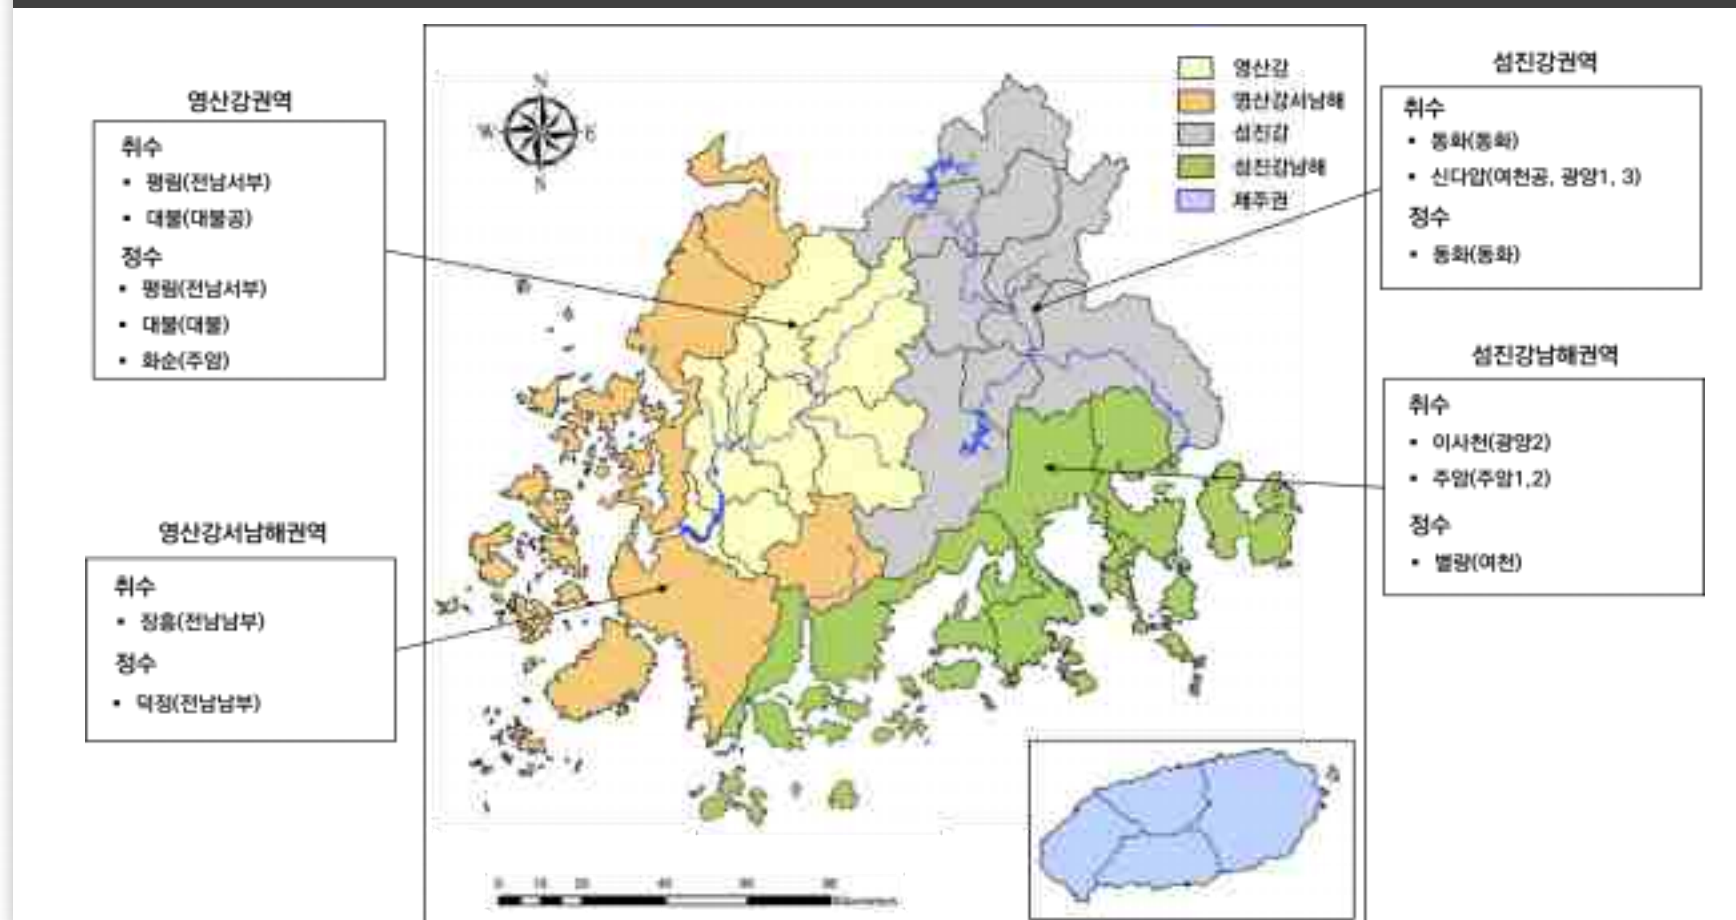 영산강권역
취수
▪ 평림(전남서부)
▪ 대불(대불공)
정수
▪ 평림(전남서부)
▪ 대불(대불)
▪ 화순(주암)
영산강서남해권역
취수
▪ 장흥(전남남부)
정수
▪ 덕정(전남남부)
N
W E
영산강
영산강서남해
섬진강
섬진강남해
제주권
0 10 20 40 60 80
섬진강권역
취수
▪ 동화(동화)
▪ 신다압(여천공, 광양1, 3)
정수
▪ 동화(동화)
섬진강남해권역
취수
▪ 이사천(광양2)
▪ 주암(주암1,2)
정수
▪ 별량(여천)